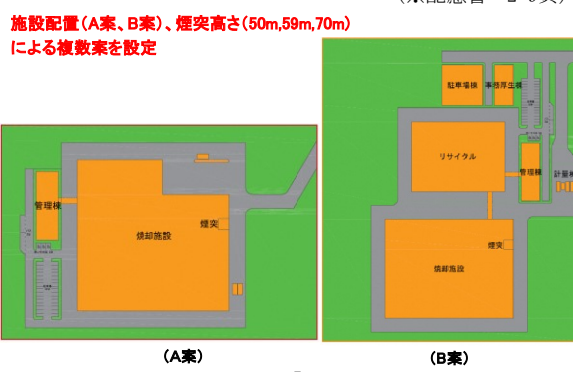 施設配置(A案、B案)、煙突高さ(50m,59m,70m)
による複数案を設定
駐車場棟
事務厚生棟
リサイクル
管理棟
計量棟
管理棟
煙突
焼却施設
煙突
焼却施設
(A案)
(B案)